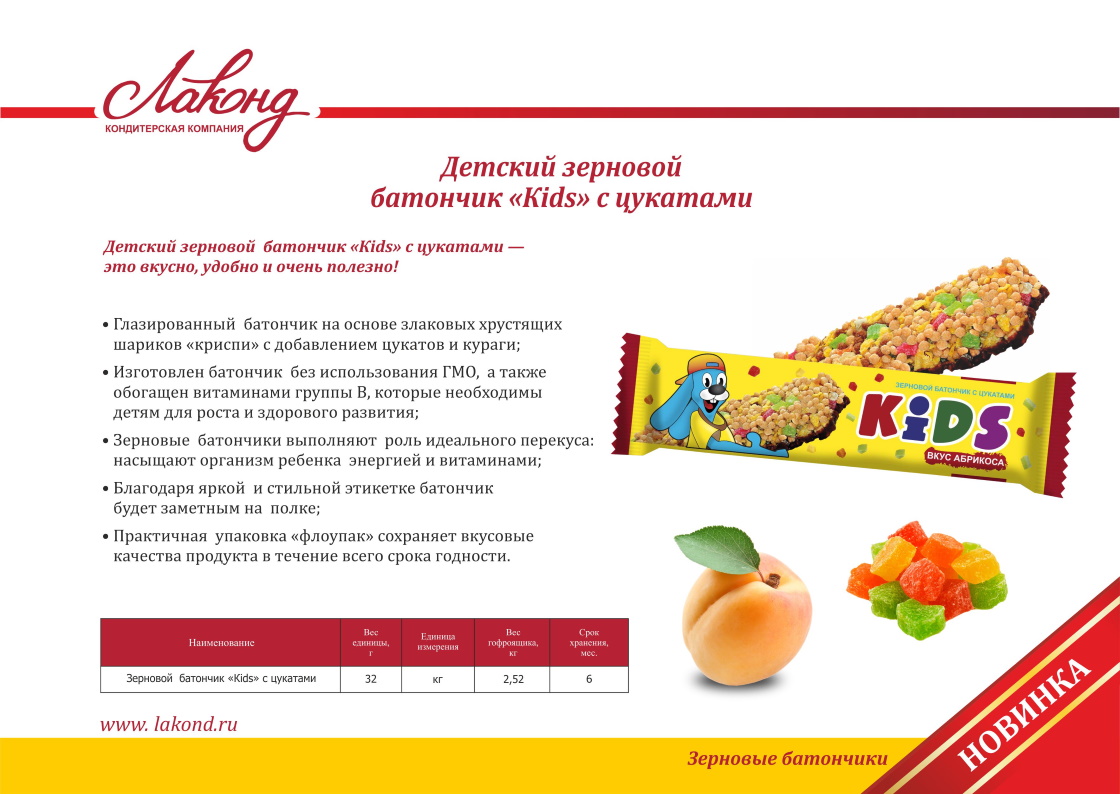 Лаконд
КОНДИТЕРСКАЯ КОМПАНИЯ
Детский зерновой
батончик «Kids» с цукатами
Детский зерновой батончик «Kids» с цукатами —
это вкусно, удобно и очень полезно!
• Глазированный батончик на основе злаковых хрустящих
шариков «криспи» с добавлением цукатов и кураги;
• Изготовлен батончик без использования ГМО, а также
обогащен витаминами группы В, которые необходимы
детям для роста и здорового развития;
• Зерновые батончики выполняют роль идеального перекуса:
насыщают организм ребенка энергией и витаминами;
• Благодаря яркой и стильной этикетке батончик
будет заметным на полке;
• Практичная упаковка «флоупак» сохраняет вкусовые
качества продукта в течение всего срока годности.
ЗЕРНОВОЙ БАТОНЧИК С ЦУКАТАМИ
KiDS
ВКУС АБРИКОСА
Наименование
Вес
единицы,
г
Единица
измерения
Вес
гофроящика,
кг
Срок
хранения,
мес.
Зерновой батончик «Kids» с цукатами 32 кг 2,52 6
www. lakond.ru
Зерновые батончики
НОВИНКА